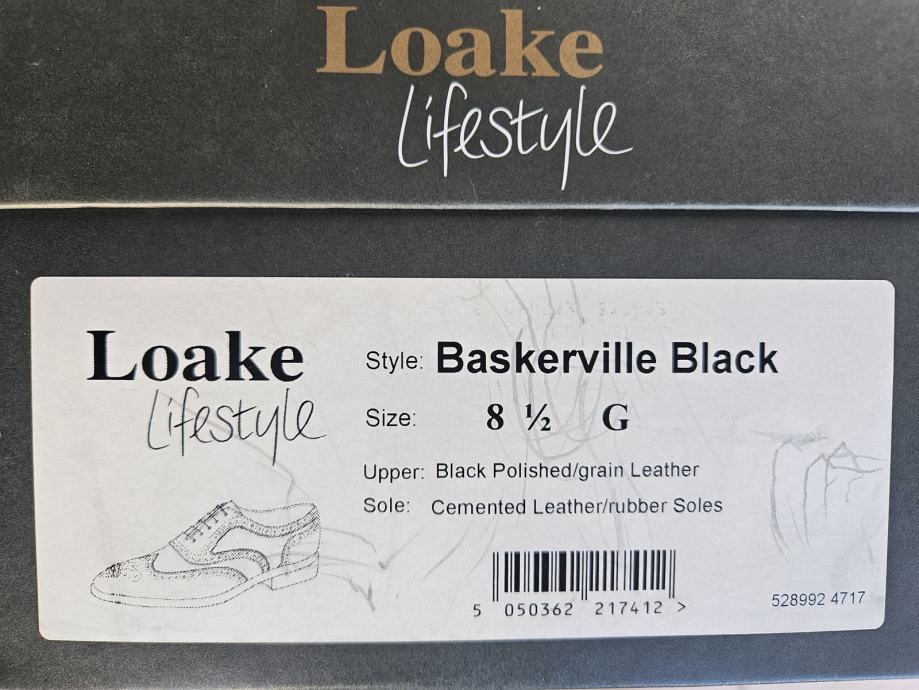 Loake
Lifestyle
Loake
Lifestyle
Style: Baskerville Black
Size: 8 ½ G
Upper: Black Polished/grain Leather
Sole: Cemented Leather/rubber Soles
5 050362 217412 >
528992 4717